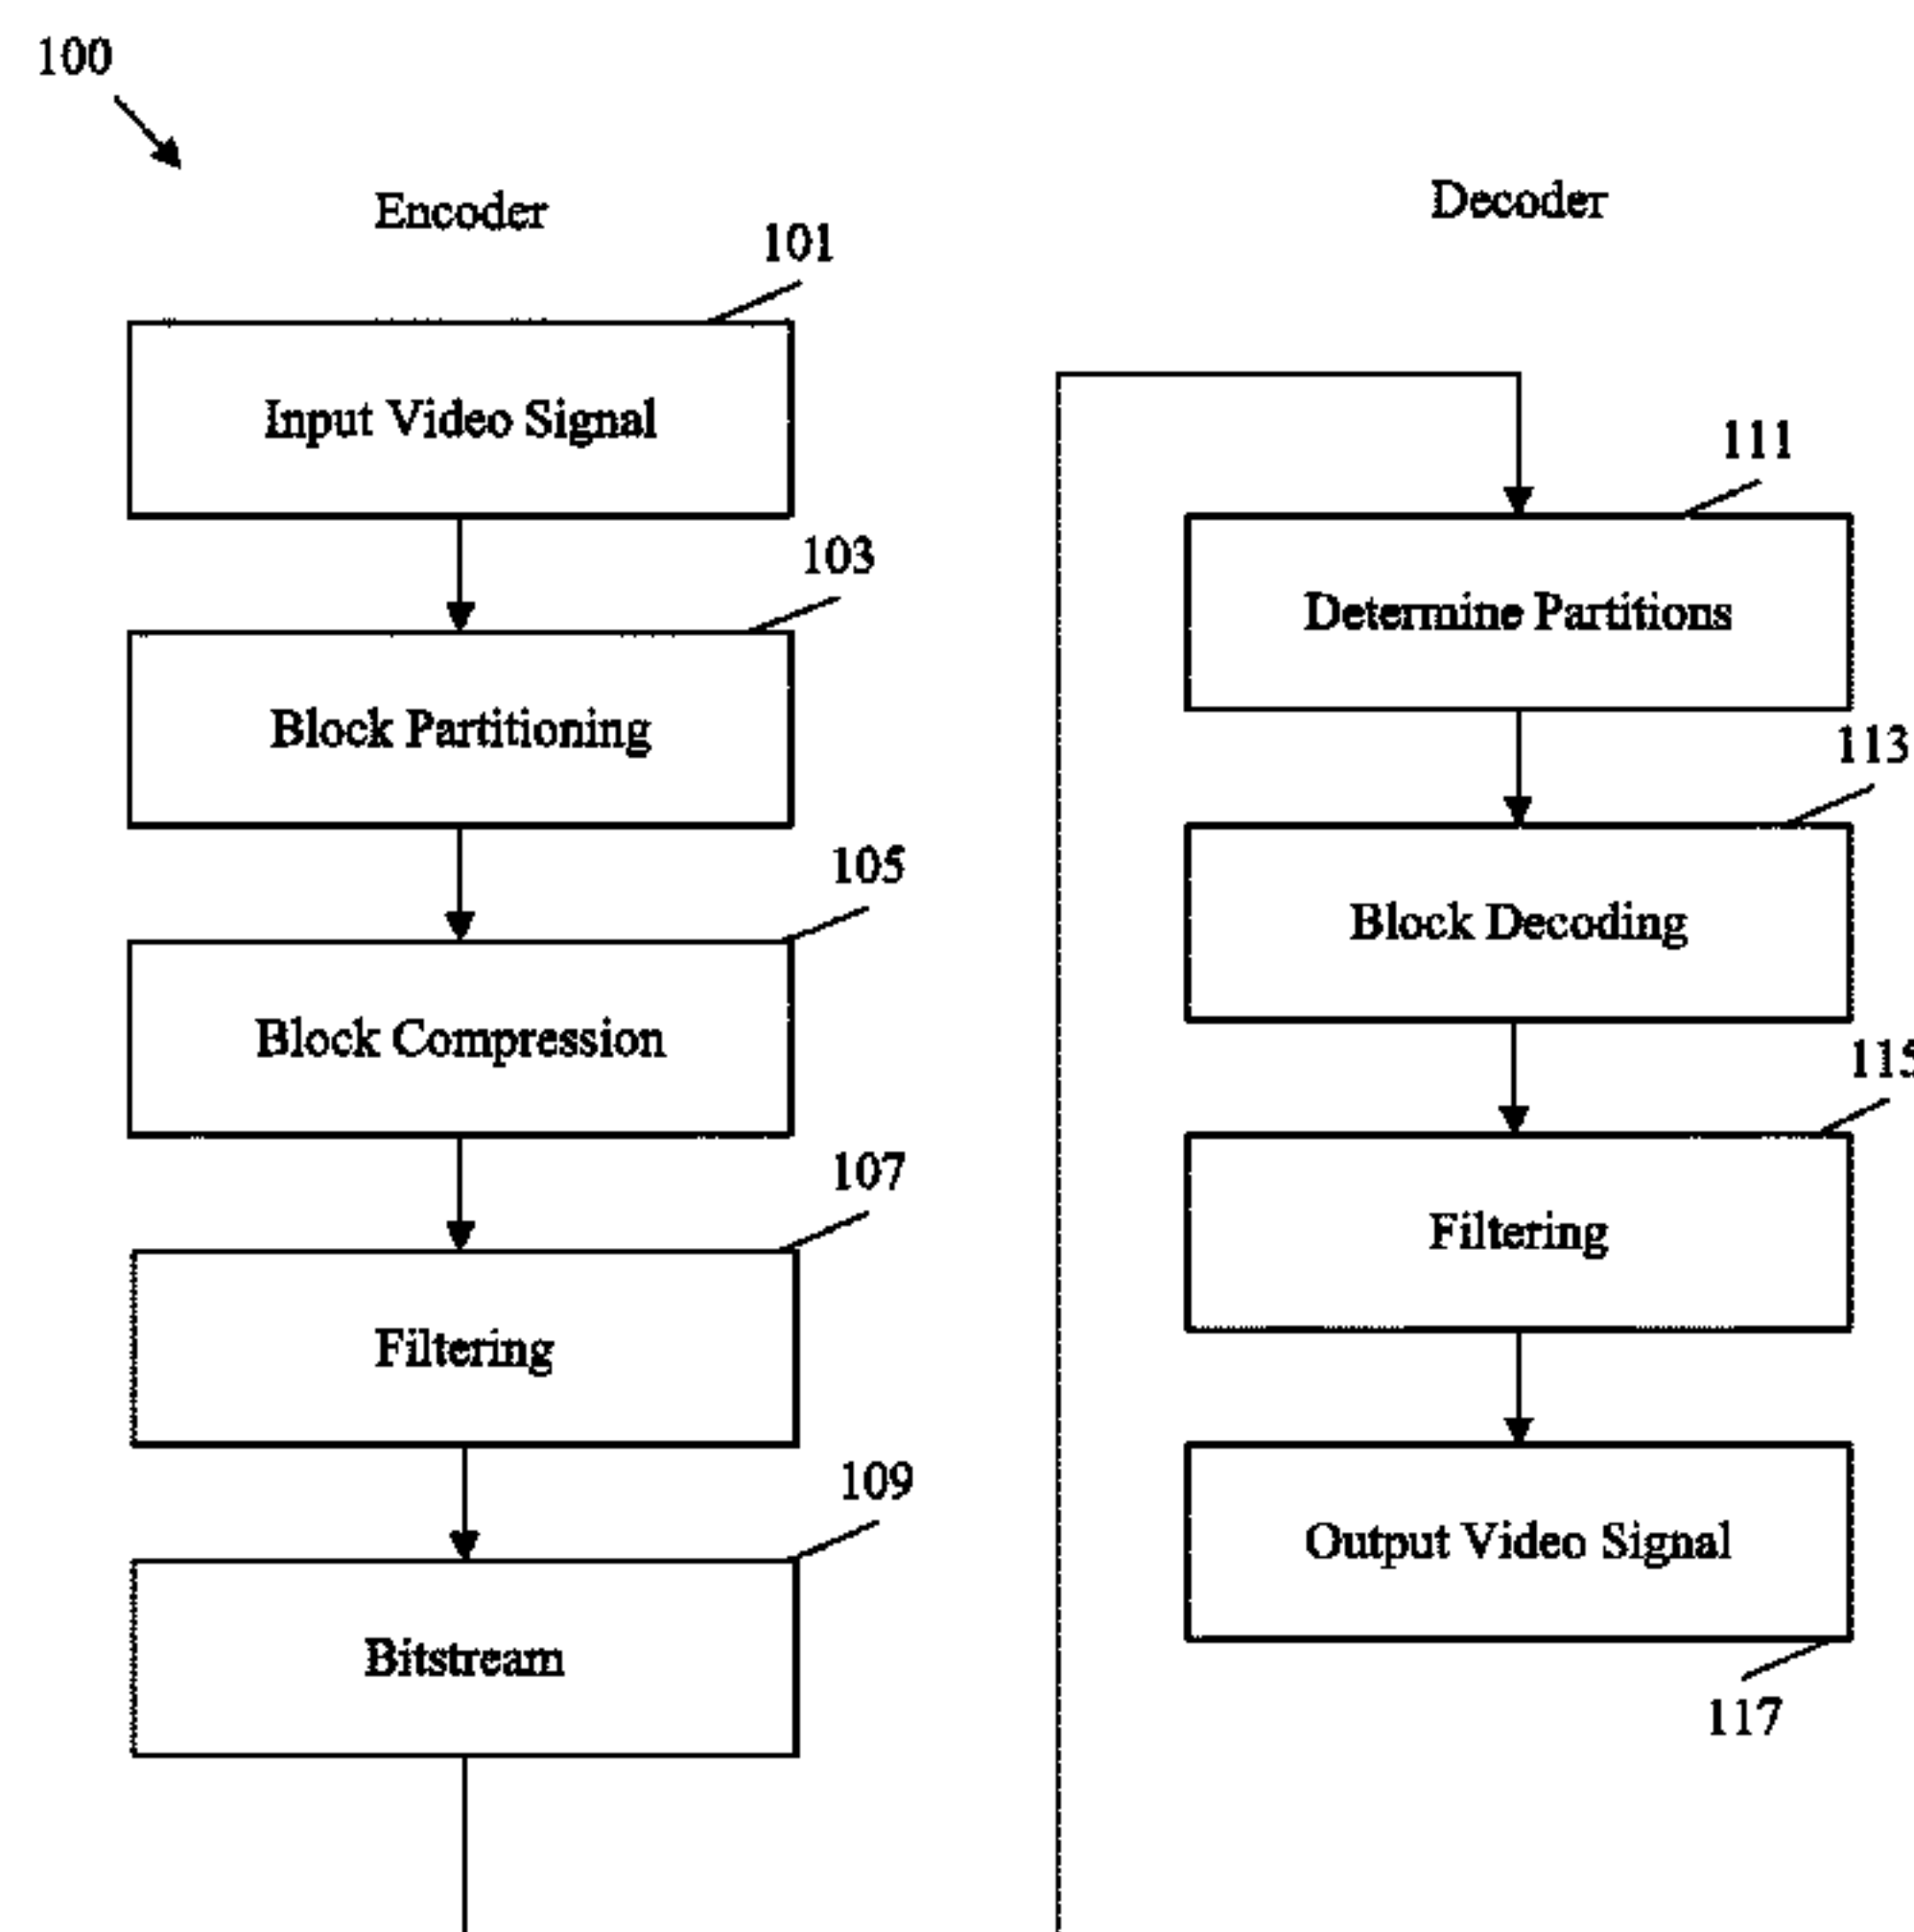 100
Encoder
101
Input Video Signal
103
Block Partitioning
105
Block Compression
107
Filtering
109
Bitstream
Decoder
111
Determine Partitions
113
Block Decoding
115
Filtering
Output Video Signal
117